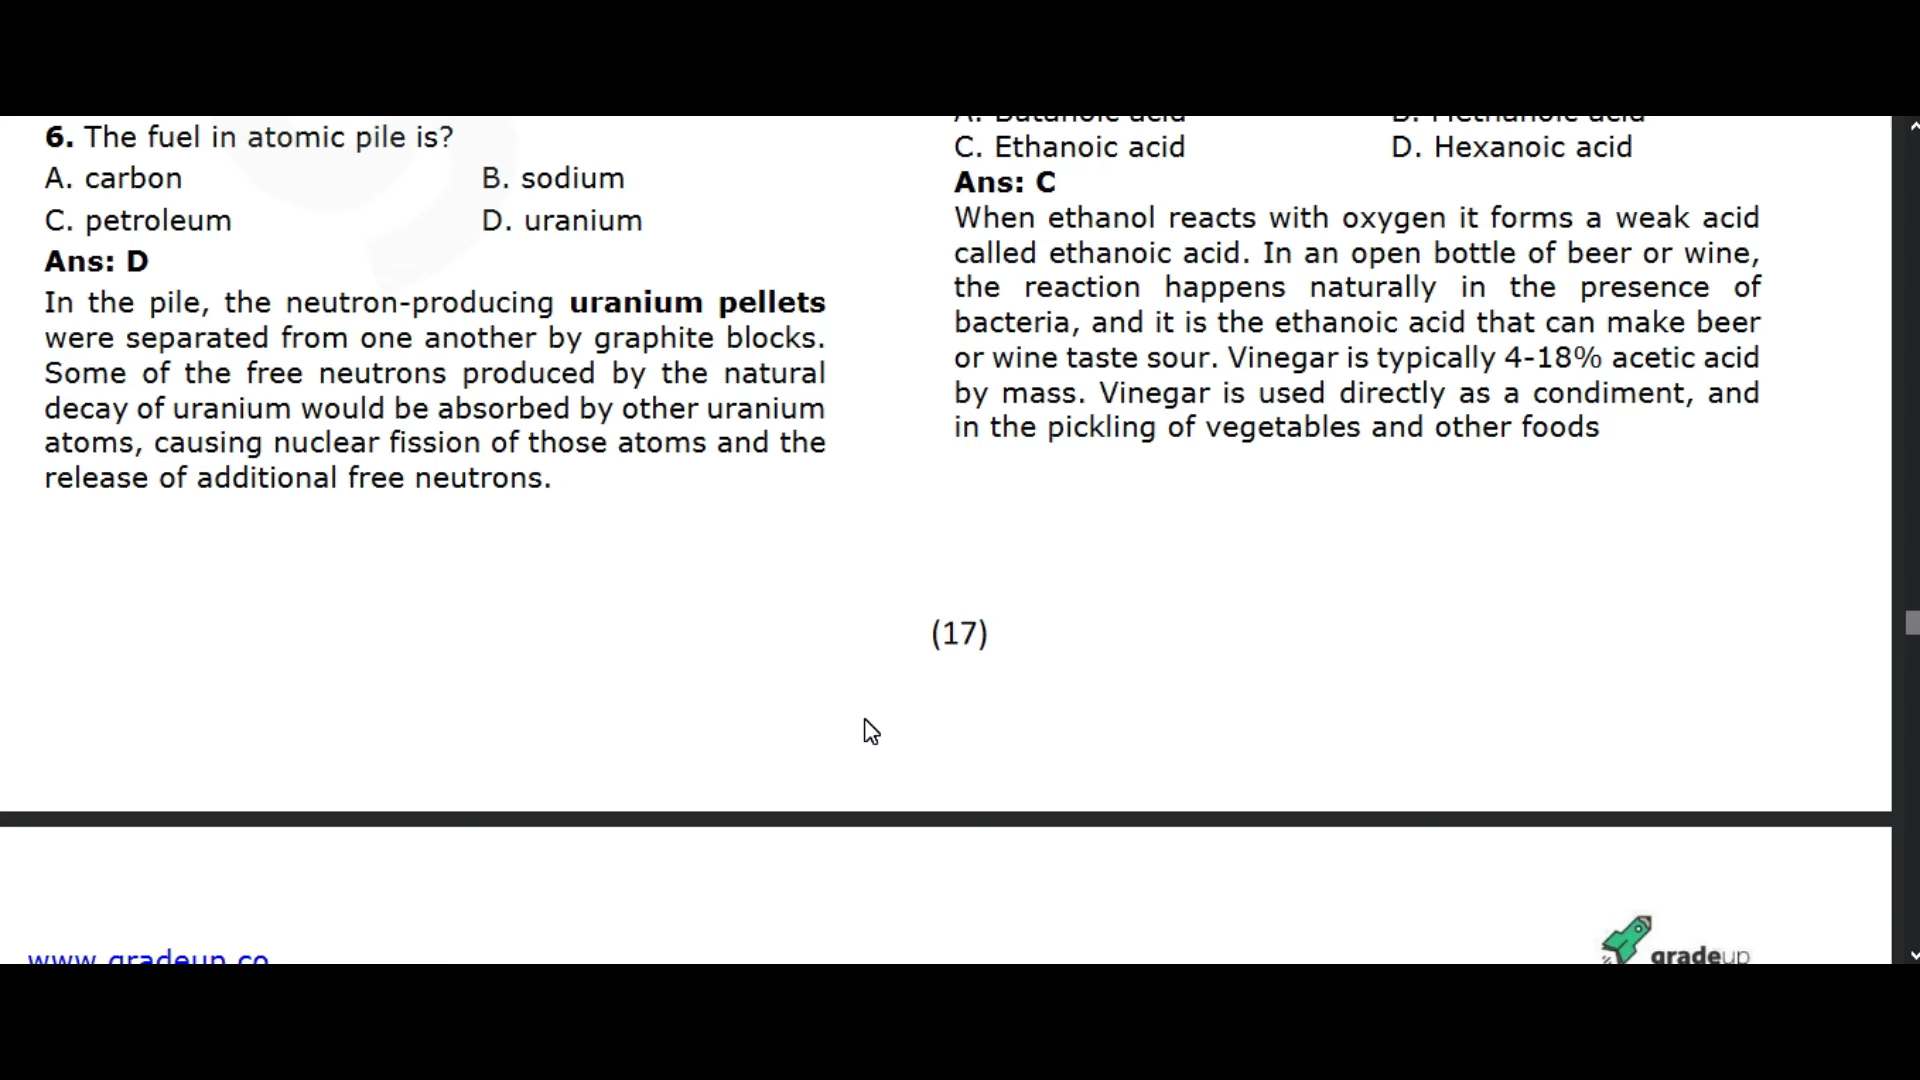 6. The fuel in atomic pile is?
A. carbon B. sodium
C. petroleum D. uranium
Ans: D
In the pile, the neutron-producing uranium pellets
were separated from one another by graphite blocks.
Some of the free neutrons produced by the natural
decay of uranium would be absorbed by other uranium
atoms, causing nuclear fission of those atoms and the
release of additional free neutrons.
A. Butanoic acid B. Methanoic acid
C. Ethanoic acid D. Hexanoic acid
Ans: C
When ethanol reacts with oxygen it forms a weak acid
called ethanoic acid. In an open bottle of beer or wine,
the reaction happens naturally in the presence of
bacteria, and it is the ethanoic acid that can make beer
or wine taste sour. Vinegar is typically 4-18% acetic acid
by mass. Vinegar is used directly as a condiment, and
in the pickling of vegetables and other foods
(17)
www.gradeup.co
gradeup